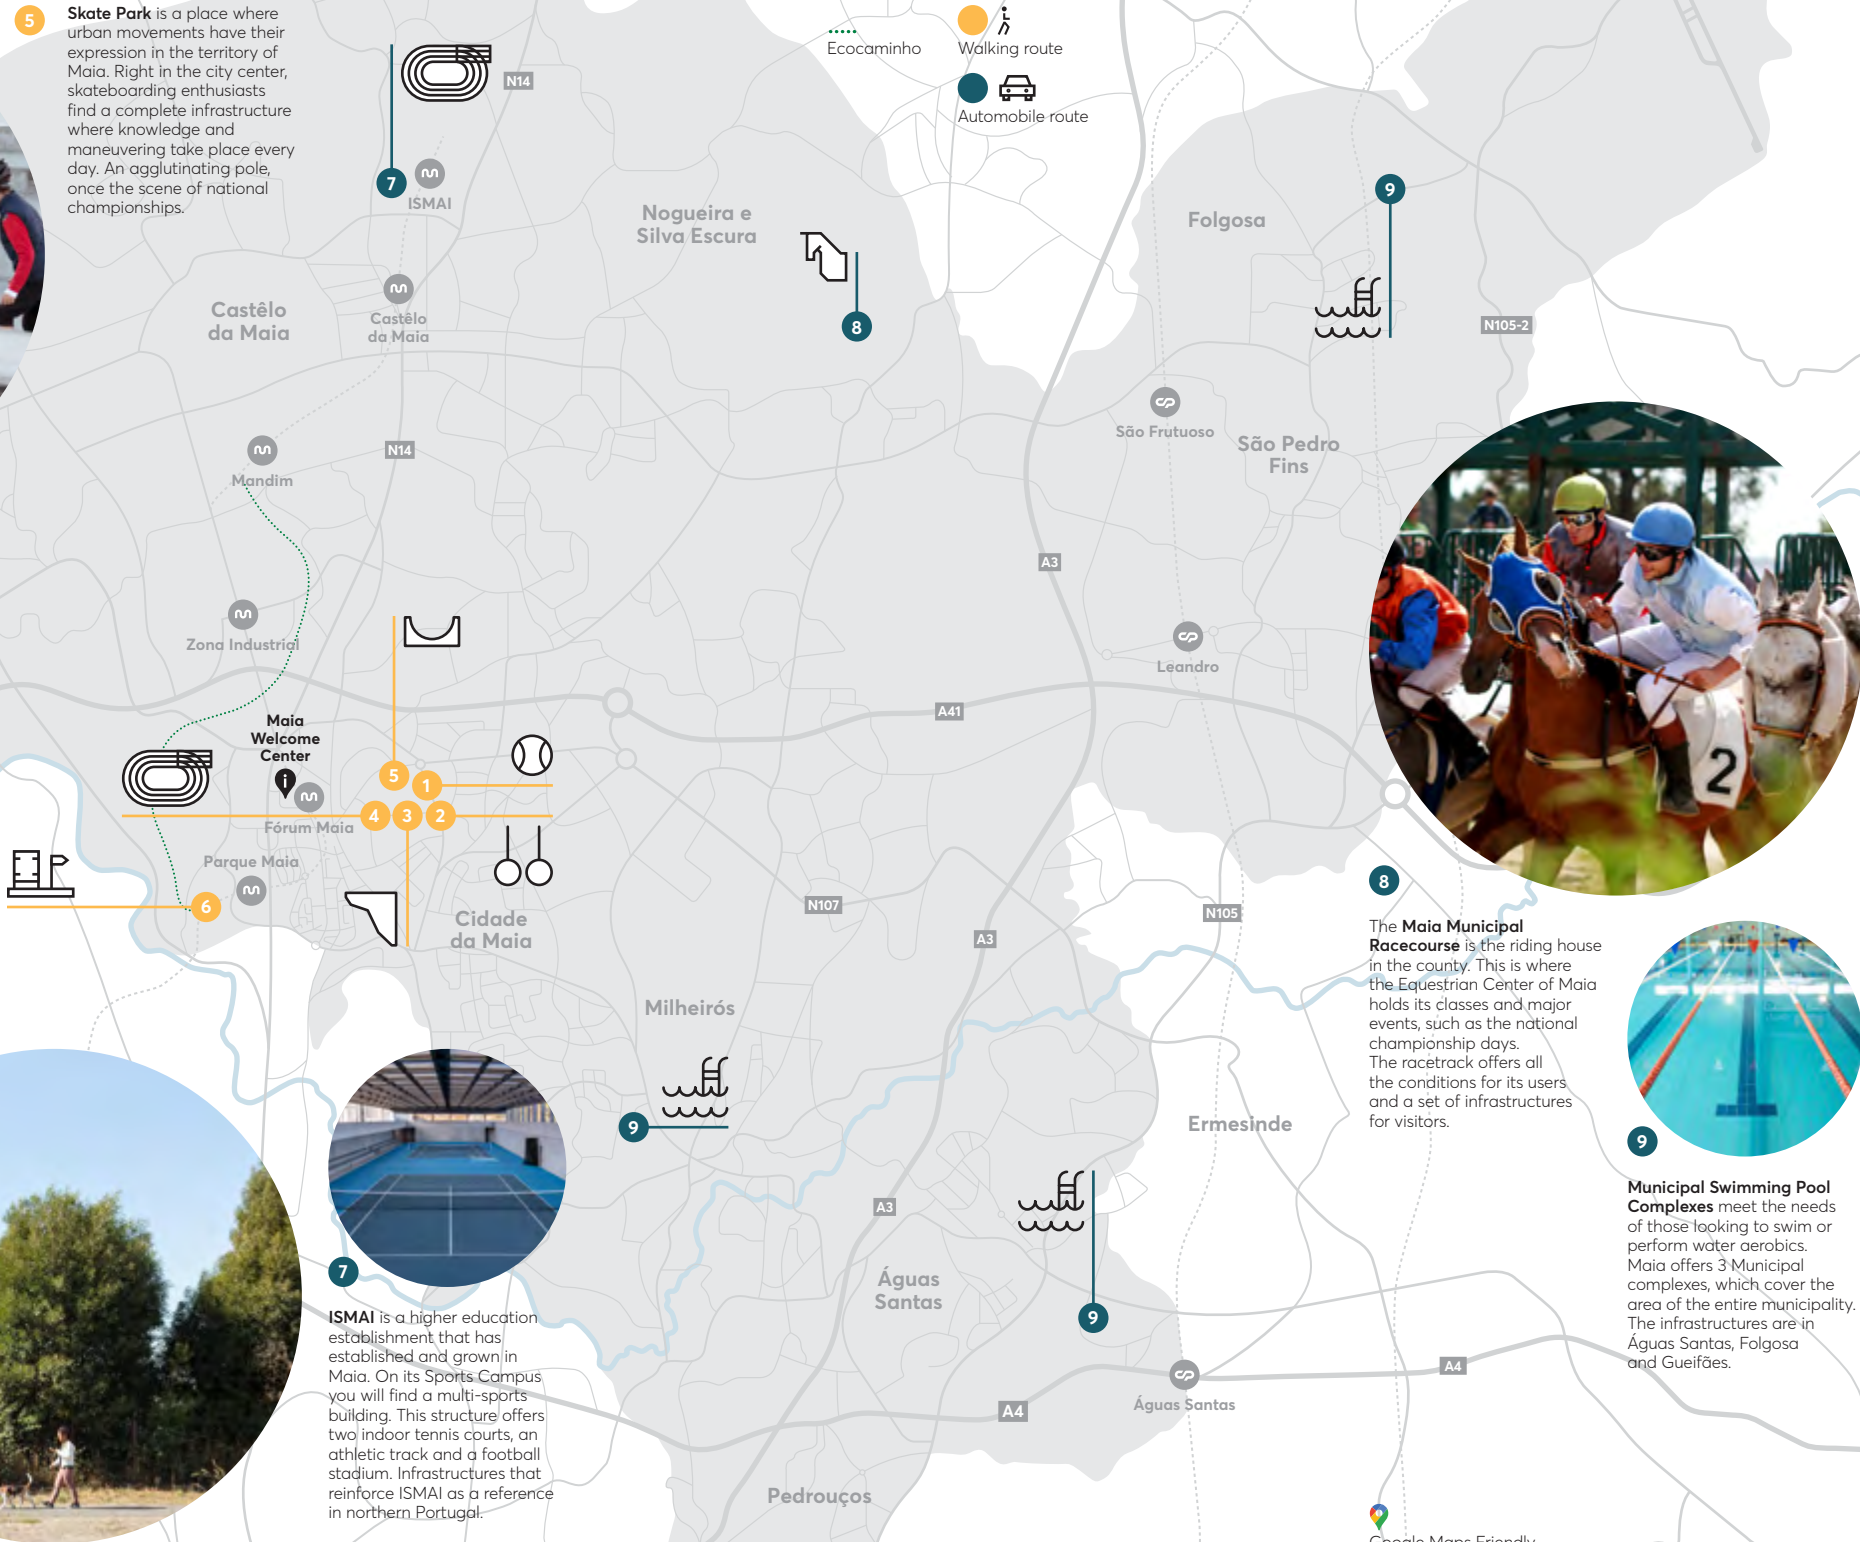 5
Skate Park is a place where
urban movements have their
expression in the territory of
Maia. Right in the city center,
skateboarding enthusiasts
find a complete infrastructure
where knowledge and
maneuvering take place every
day. An agglutinating pole,
once the scene of national
championships.
Ecocaminho
Walking route
Automobile route
N14
7
ISMAI
Nogueira e
Silva Escura
8
Folgosa
9
Castêlo
da Maia
Castêlo
da Maia
N105-2
São Frutuoso
São Pedro
Fins
N14
Mandim
A3
Zona Industrial
Leandro
A41
Maia
Welcome
Center
i
5
1
4
3
2
Fórum Maia
Parque Maia
6
Cidade
da Maia
N107
A3
N105
2
8
The Maia Municipal
Racecourse is the riding house
in the county. This is where
the Equestrian Center of Maia
holds its classes and major
events, such as the national
championship days.
The racetrack offers all
the conditions for its users
and a set of infrastructures
for visitors.
Milheirós
9
Ermesinde
A3
Águas
Santas
9
A4
Águas Santas
A4
Pedrouços
7
ISMAI is a higher education
establishment that has
established and grown in
Maia. On its Sports Campus
you will find a multi-sports
building. This structure offers
two indoor tennis courts, an
athletic track and a football
stadium. Infrastructures that
reinforce ISMAI as a reference
in northern Portugal.
9
Municipal Swimming Pool
Complexes meet the needs
of those looking to swim or
perform water aerobics.
Maia offers 3 Municipal
complexes, which cover the
area of the entire municipality.
The infrastructures are in
Águas Santas, Folgosa
and Gueifães.
Google Maps Friendly